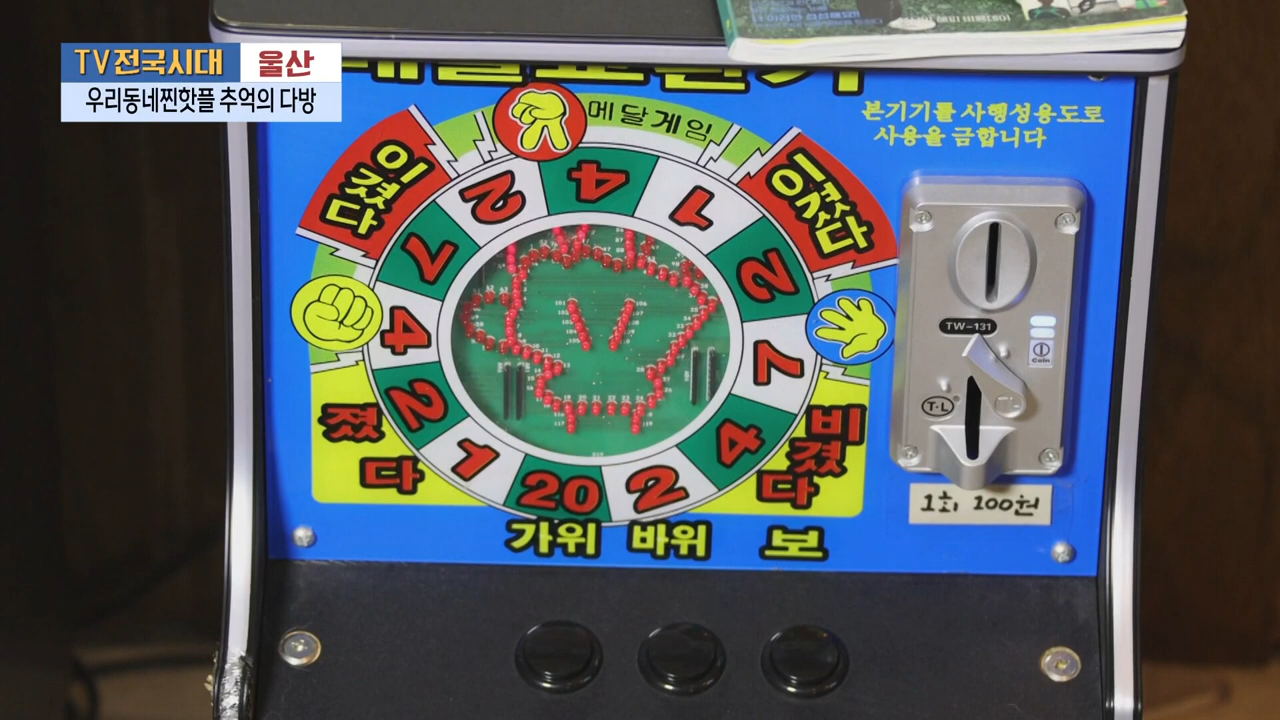 TV전국시대 울산
우리동네찐핫플 추억의 다방
메달게임
본기기를 사행성용도로
사용을 금합니다
이겼다
이겼다
2
4
1
2
7
4
2
20
1
2
4
7
TW-131
Coin
T·L
졌다
비겼다
1회 100원
가위 바위 보